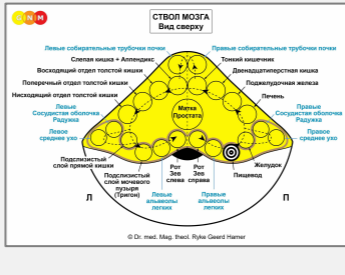 СТВОЛ МОЗГА
Вид сверху
Левые собирательные трубочки почки
Правые собирательные трубочки почки
Слепая кишка + Аппендикс
Тонкий кишечник
Восходящий отдел толстой кишки
Двенадцатиперстная кишка
Поперечный отдел толстой кишки
Поджелудочная железа
Нисходящий отдел толстой кишки
Печень
Левые
Сосудистая оболочка
Радужка
Правые
Сосудистая оболочка
Радужка
Матка
Простата
Левое
среднее ухо
Правое
среднее ухо
Подслизистый
слой прямой кишки
Подслизистый
слой мочевого
пузыря
(Тригон)
Рот
Зев
слева
Рот
Зев
справа
Желудок
Пищевод
Левые
альвеолы
легких
Правые
альвеолы
легких
Л
П
© Dr. med. Mag. theol. Ryke Geerd Hamer